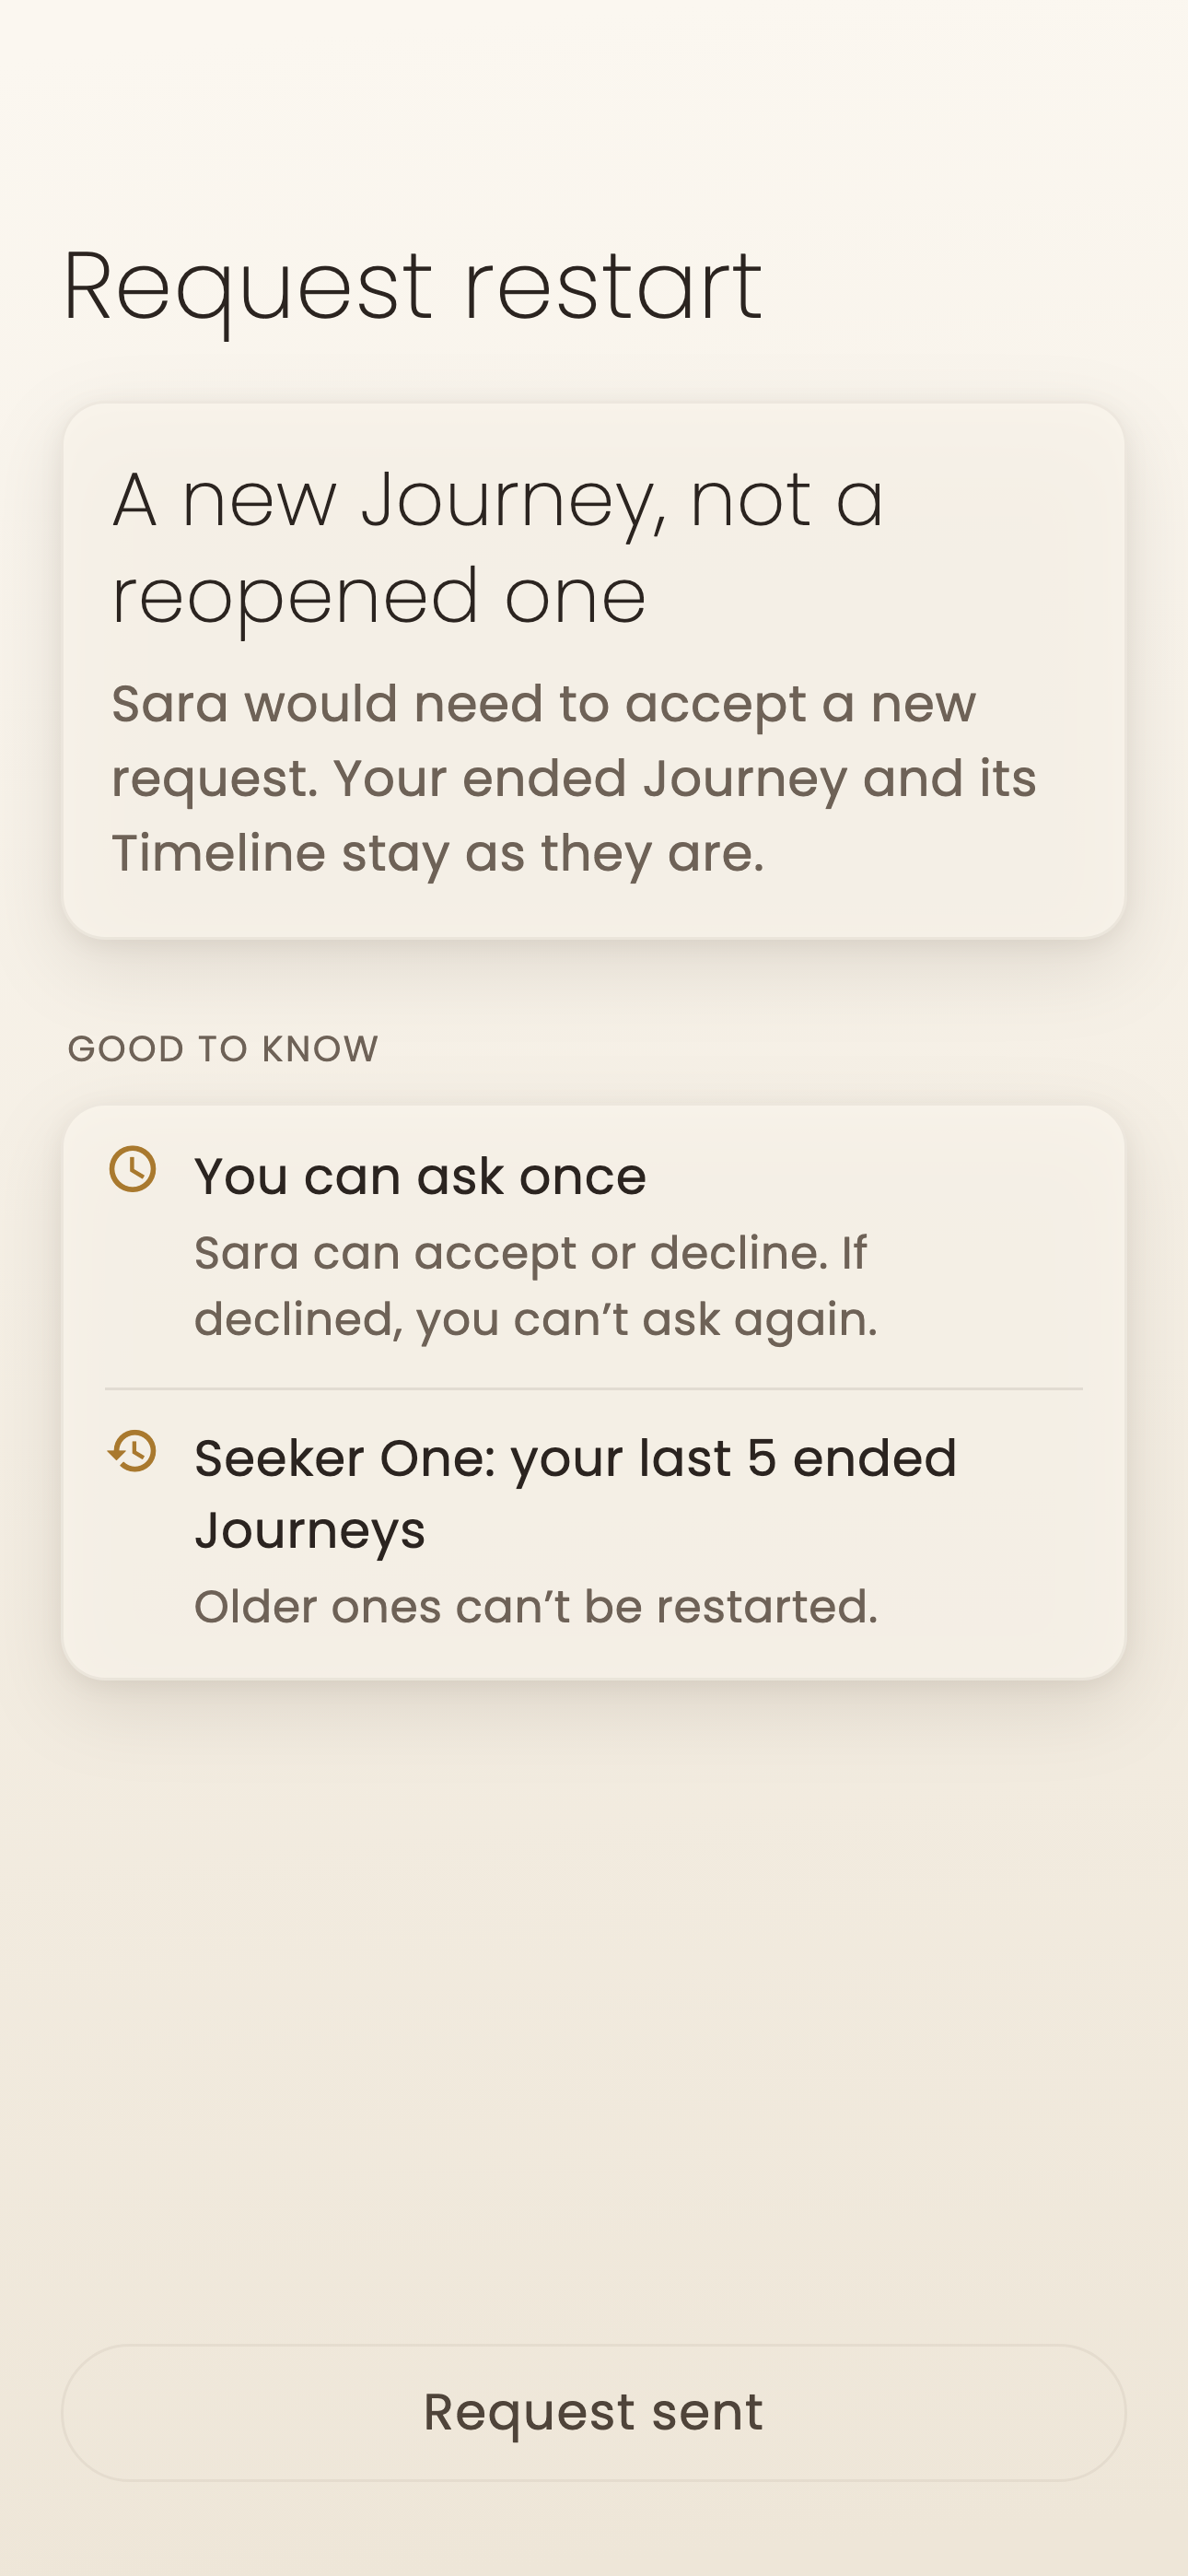 Request restart
A new Journey, not a
reopened one
Sara would need to accept a new
request. Your ended Journey and its
Timeline stay as they are.
GOOD TO KNOW
You can ask once
Sara can accept or decline. If
declined, you can’t ask again.
Seeker One: your last 5 ended
Journeys
Older ones can’t be restarted.
Request sent